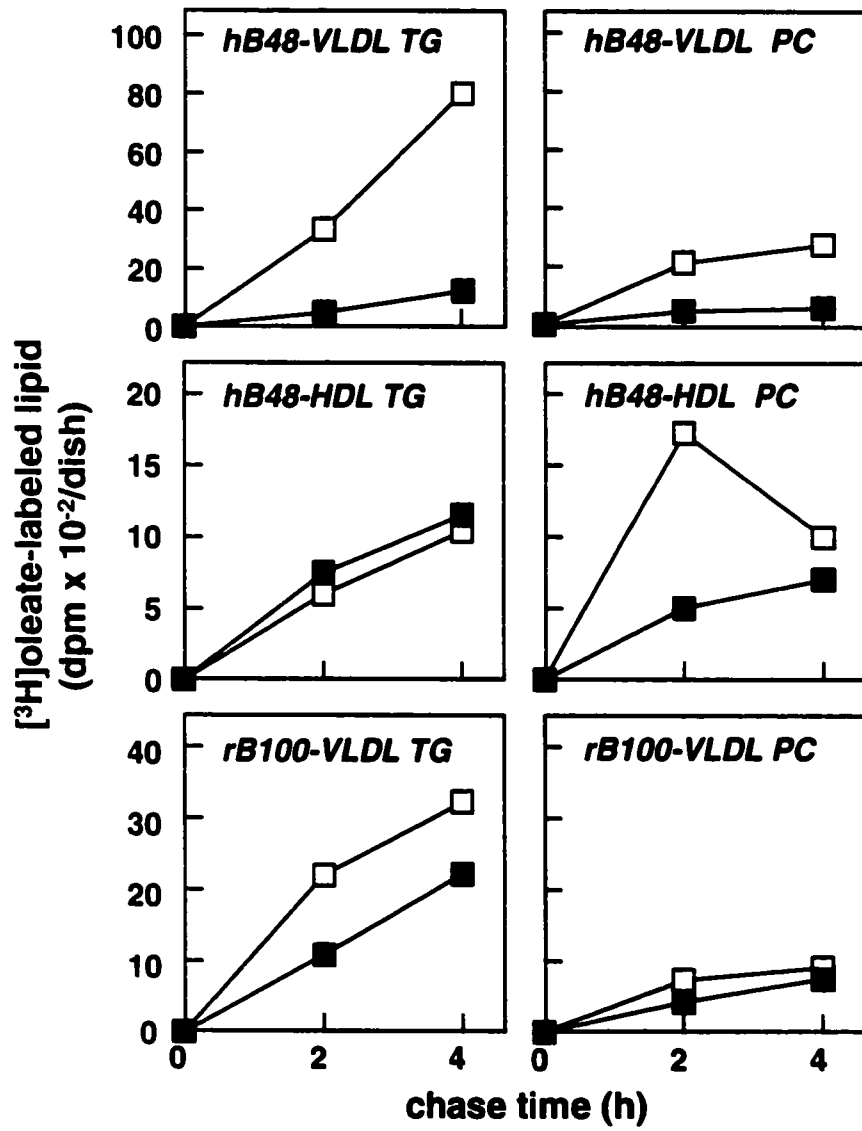 hB48-VLDL TG
hB48-VLDL PC
100
80
60
40
20
0
hB48-HDL TG
hB48-HDL PC
20
15
10
5
0
rB100-VLDL TG
rB100-VLDL PC
40
30
20
10
0
0 2 4
0 2 4
chase time (h)
[³H]oleate-labeled lipid
(dpm x 10⁻²/dish)